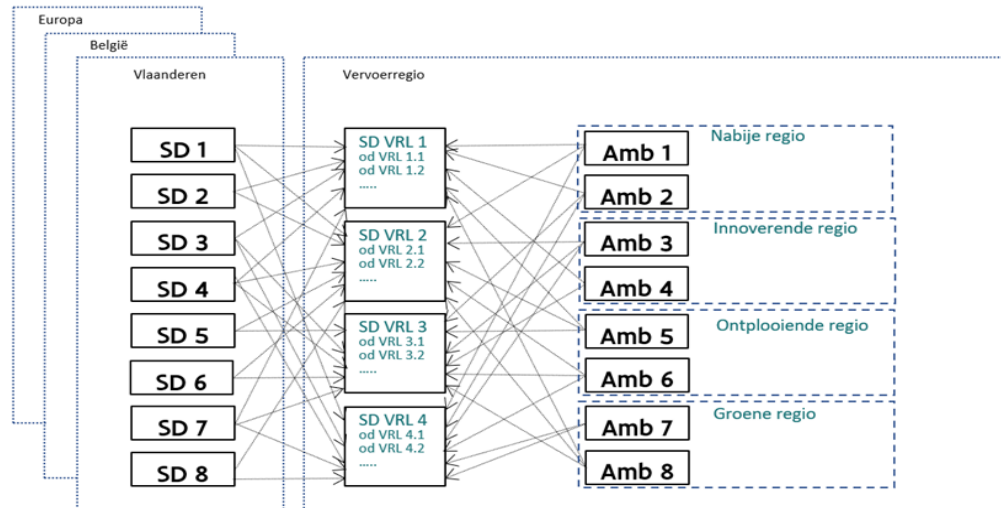 Europa
België
Vlaanderen
Vervoerregio
SD 1
SD 2
SD 3
SD 4
SD 5
SD 6
SD 7
SD 8
SD VRL 1
od VRL 1.1
od VRL 1.2
.....
SD VRL 2
od VRL 2.1
od VRL 2.2
.....
SD VRL 3
od VRL 3.1
od VRL 3.2
.....
SD VRL 4
od VRL 4.1
od VRL 4.2
.....
Nabije regio
Amb 1
Amb 2
Innoverende regio
Amb 3
Amb 4
Ontplooiende regio
Amb 5
Amb 6
Groene regio
Amb 7
Amb 8